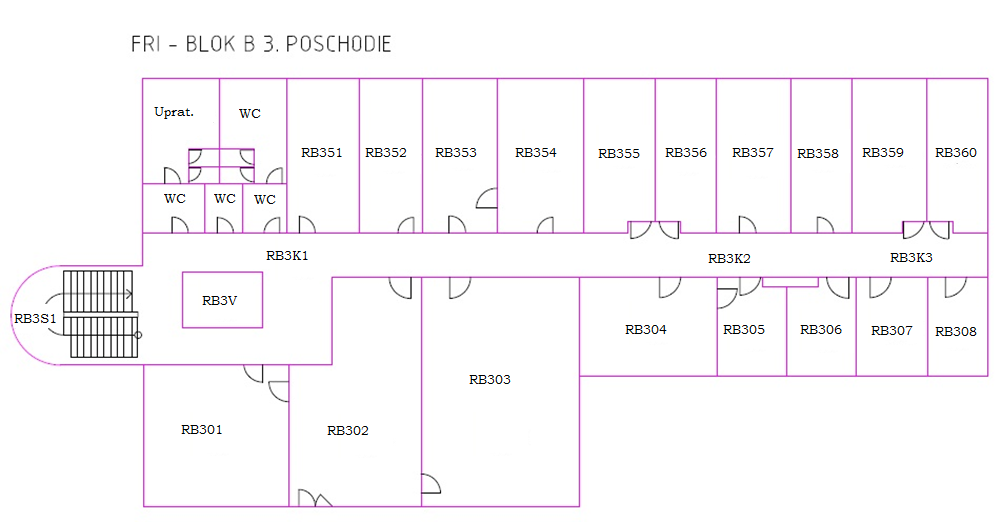 FRI - BLOK B 3. POSCHODIE
Uprat.
WC
RB351
RB352
RB353
RB354
RB355
RB356
RB357
RB358
RB359
RB360
WC
WC
WC
RB3K1
RB3K2
RB3K3
RB3V
RB3S1
RB304
RB305
RB306
RB307
RB308
RB303
RB301
RB302